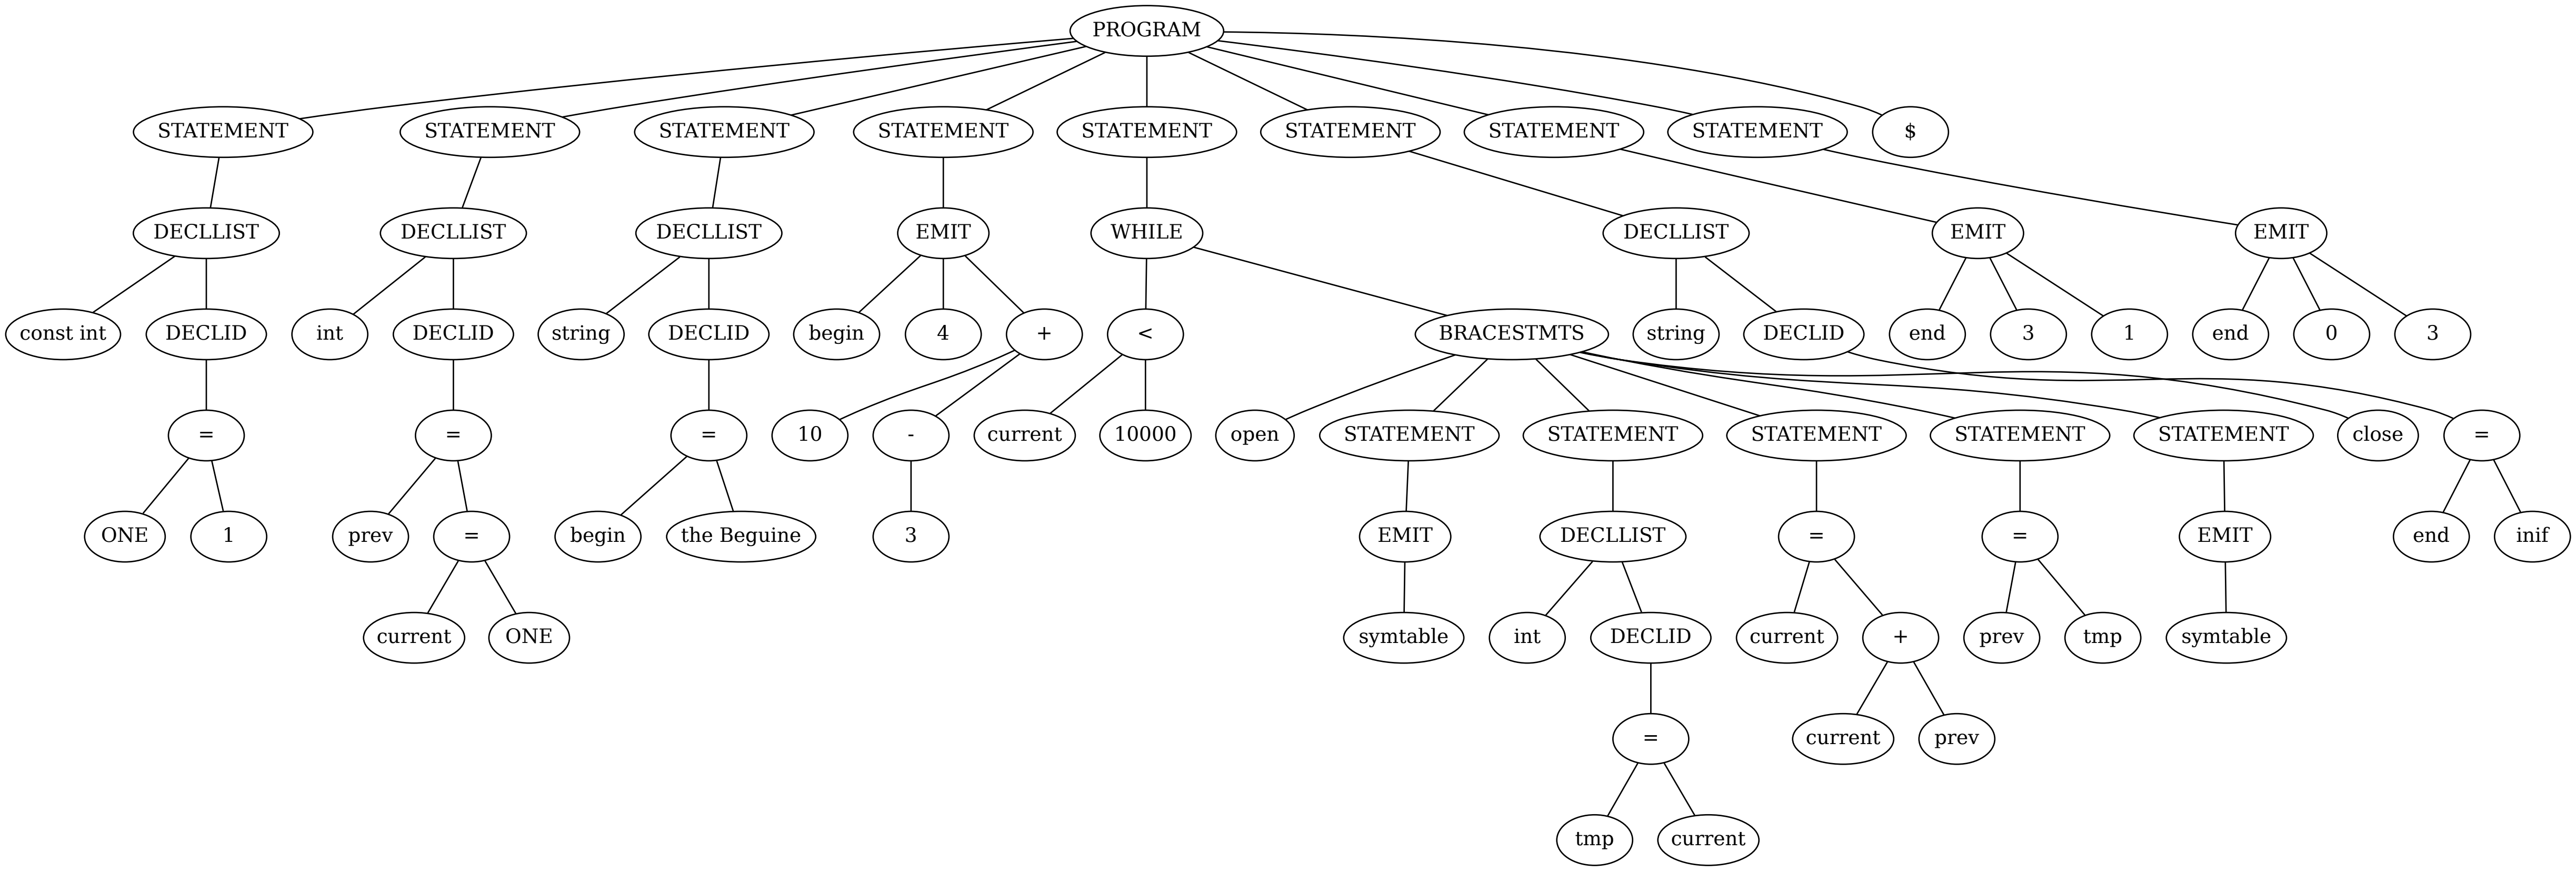 PROGRAM
STATEMENT STATEMENT STATEMENT STATEMENT STATEMENT STATEMENT STATEMENT STATEMENT $
DECLLIST DECLLIST DECLLIST EMIT WHILE DECLLIST EMIT EMIT
const int DECLID int DECLID string DECLID begin 4 + < BRACESTMTS string DECLID end 3 1 end 0 3
= = = 10 - current 10000 open STATEMENT STATEMENT STATEMENT STATEMENT STATEMENT close =
ONE 1 prev = begin the Beguine 3 EMIT DECLLIST = = EMIT end inif
current ONE symtable int DECLID current + prev tmp symtable
= current prev
tmp current